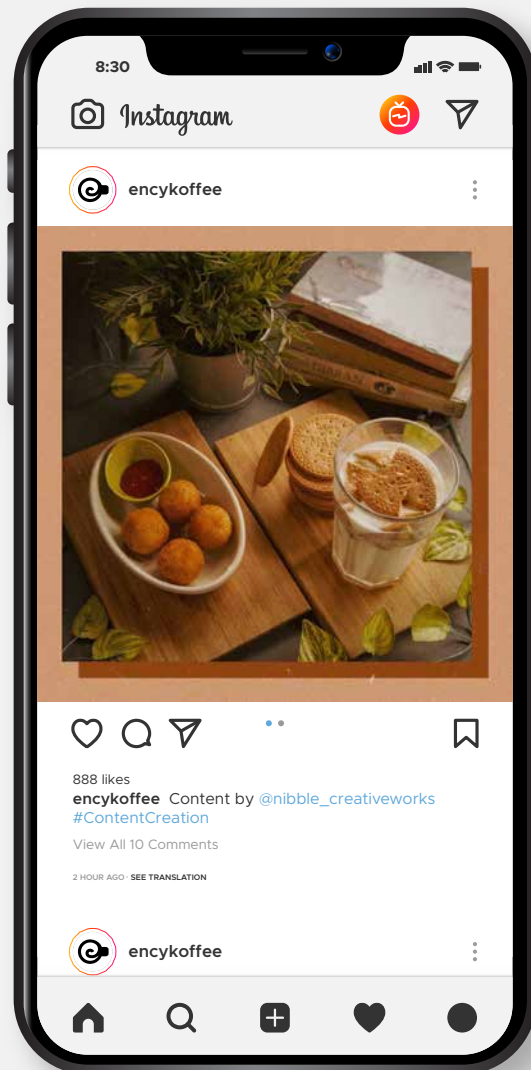 8:30
Instagram
encykoffee
GIBRAN
888 likes
encykoffee Content by @nibble_creativeworks
#ContentCreation
View All 10 Comments
2 HOUR AGO · SEE TRANSLATION
encykoffee